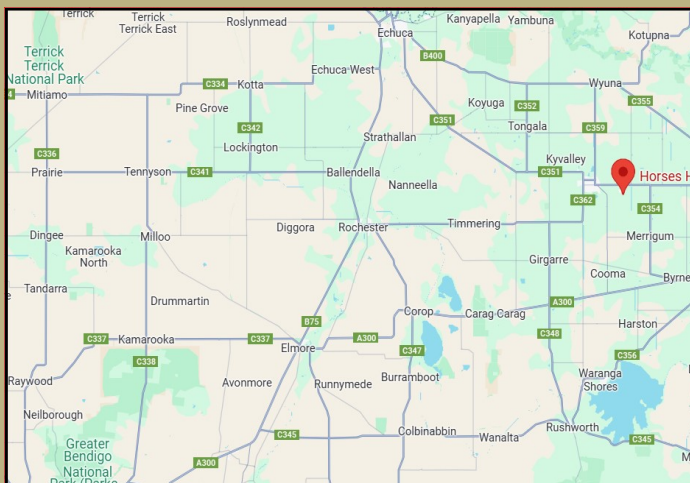 Terrick
Terrick
Terrick East
Roslynmead
Kanyapella
Yambuna
Echuca
Kotupna
Terrick
Terrick
National Park
B400
Echuca West
C334
Kotta
Wyuna
4
Mitiamo
Pine Grove
Koyuga
C352
C355
C342
C351
Tongala
C359
Strathallan
Lockington
C336
Kyvalley
Prairie
Tennyson
C341
Ballendella
C351
Horses H
Nanneella
C362
C354
Dingee
Milloo
Diggora
Rochester
Timmering
Merrigum
Kamarooka
North
Girgarre
Cooma
Byrne
e
Tandarra
Drummartin
A300
Corop
Carag Carag
B75
Harston
C337
Kamarooka
C337
Elmore
A300
C348
C347
C356
C338
Raywood
Avonmore
Runnymede
Burramboot
Waranga
Shores
Neilborough
Colbinabbin
Wanalta
Rushworth
C345
C345
Greater
Bendigo
National
Park (Parks
A300
M